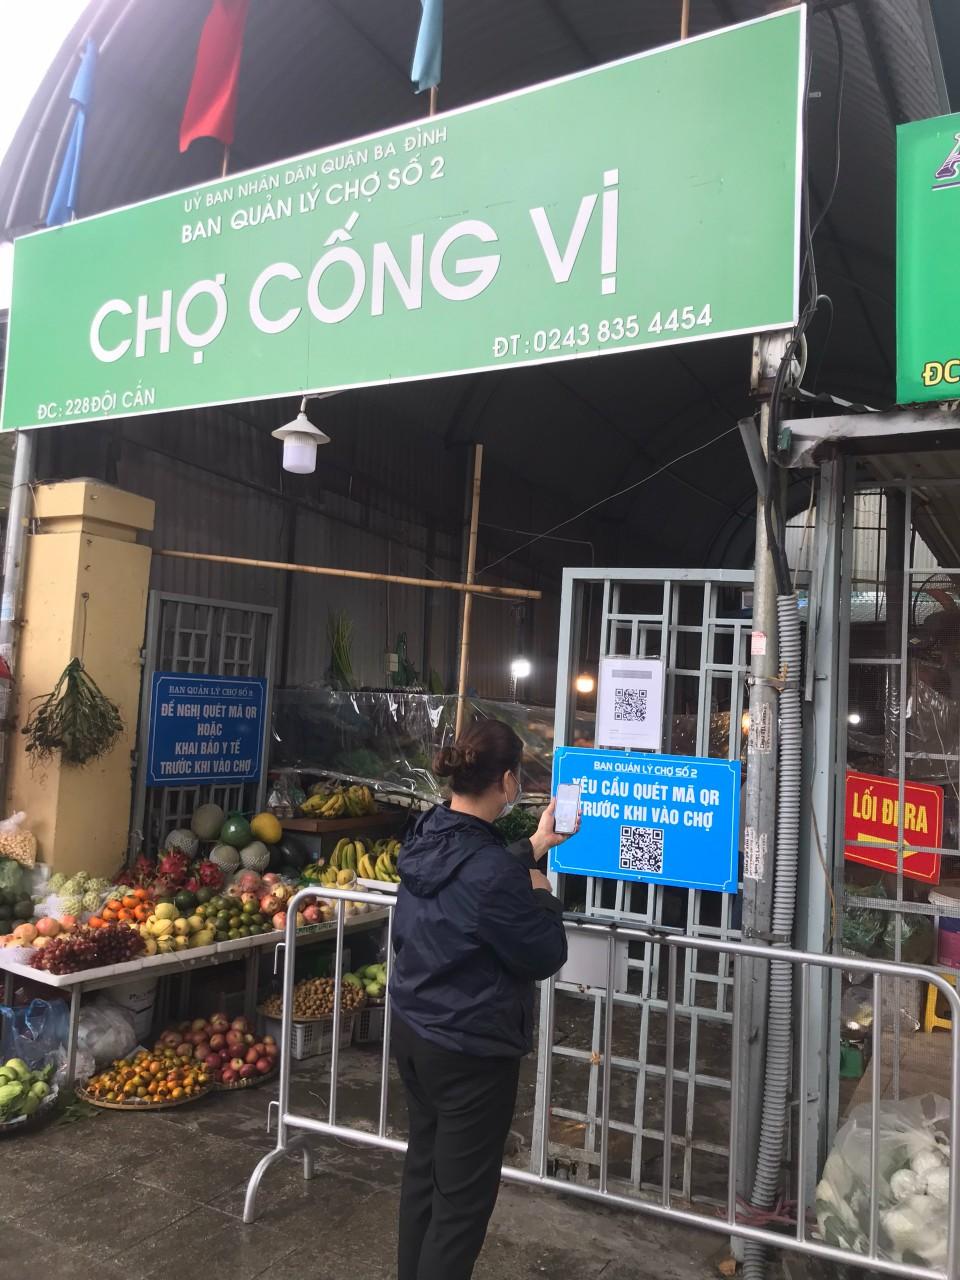 UỶ BAN NHÂN DÂN QUẬN BA ĐÌNH
BAN QUẢN LÝ CHỢ SỐ 2
CHỢ CỐNG VỊ
ĐC: 228 ĐỘI CẤN
ĐT: 0243 835 4454
ĐC
BAN QUẢN LÝ CHỢ SỐ 2
ĐỀ NGHỊ QUÉT MÃ QR
HOẶC
KHAI BÁO Y TẾ
TRƯỚC KHI VÀO CHỢ
BAN QUẢN LÝ CHỢ SỐ 2
YÊU CẦU QUÉT MÃ QR
TRƯỚC KHI VÀO CHỢ
LỐI ĐI RA